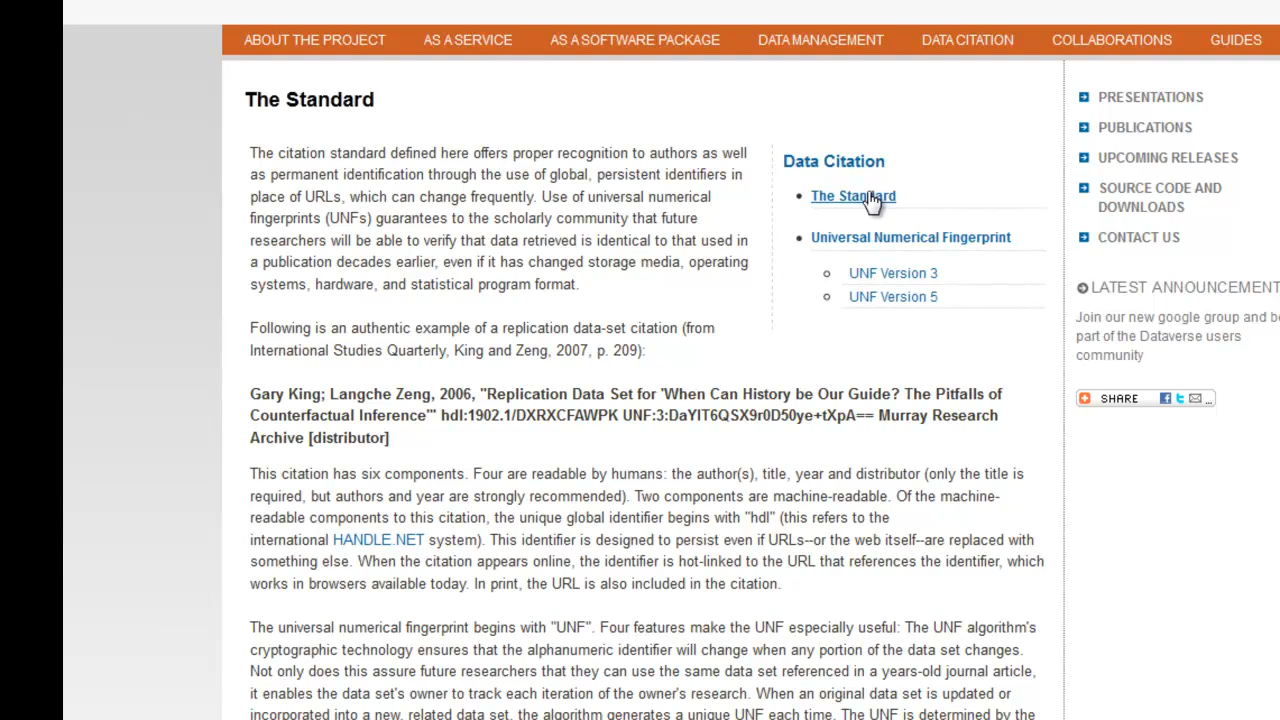 ABOUT THE PROJECT AS A SERVICE AS A SOFTWARE PACKAGE DATA MANAGEMENT DATA CITATION COLLABORATIONS GUIDES
The Standard
The citation standard defined here offers proper recognition to authors as well
as permanent identification through the use of global, persistent identifiers in
place of URLs, which can change frequently. Use of universal numerical
fingerprints (UNFs) guarantees to the scholarly community that future
researchers will be able to verify that data retrieved is identical to that used in
a publication decades earlier, even if it has changed storage media, operating
systems, hardware, and statistical program format.
Following is an authentic example of a replication data-set citation (from
International Studies Quarterly, King and Zeng, 2007, p. 209):
Gary King; Langche Zeng, 2006, "Replication Data Set for 'When Can History be Our Guide? The Pitfalls of
Counterfactual Inference'" hdl:1902.1/DXRXCFAWPK UNF:3:DaYlT6QSX9r0D50ye+tXpA== Murray Research
Archive [distributor]
This citation has six components. Four are readable by humans: the author(s), title, year and distributor (only the title is
required, but authors and year are strongly recommended). Two components are machine-readable. Of the machine-
readable components to this citation, the unique global identifier begins with "hdl" (this refers to the
international HANDLE.NET system). This identifier is designed to persist even if URLs--or the web itself--are replaced with
something else. When the citation appears online, the identifier is hot-linked to the URL that references the identifier, which
works in browsers available today. In print, the URL is also included in the citation.
The universal numerical fingerprint begins with "UNF". Four features make the UNF especially useful: The UNF algorithm's
cryptographic technology ensures that the alphanumeric identifier will change when any portion of the data set changes.
Not only does this assure future researchers that they can use the same data set referenced in a years-old journal article,
it enables the data set's owner to track each iteration of the owner's research. When an original data set is updated or
incorporated into a new, related data set, the algorithm generates a unique UNF each time. The UNF is determined by the
Data Citation
The Standard
Universal Numerical Fingerprint
UNF Version 3
UNF Version 5
PRESENTATIONS
PUBLICATIONS
UPCOMING RELEASES
SOURCE CODE AND
DOWNLOADS
CONTACT US
LATEST ANNOUNCEMENT
Join our new google group and be
part of the Dataverse users
community
SHARE ...